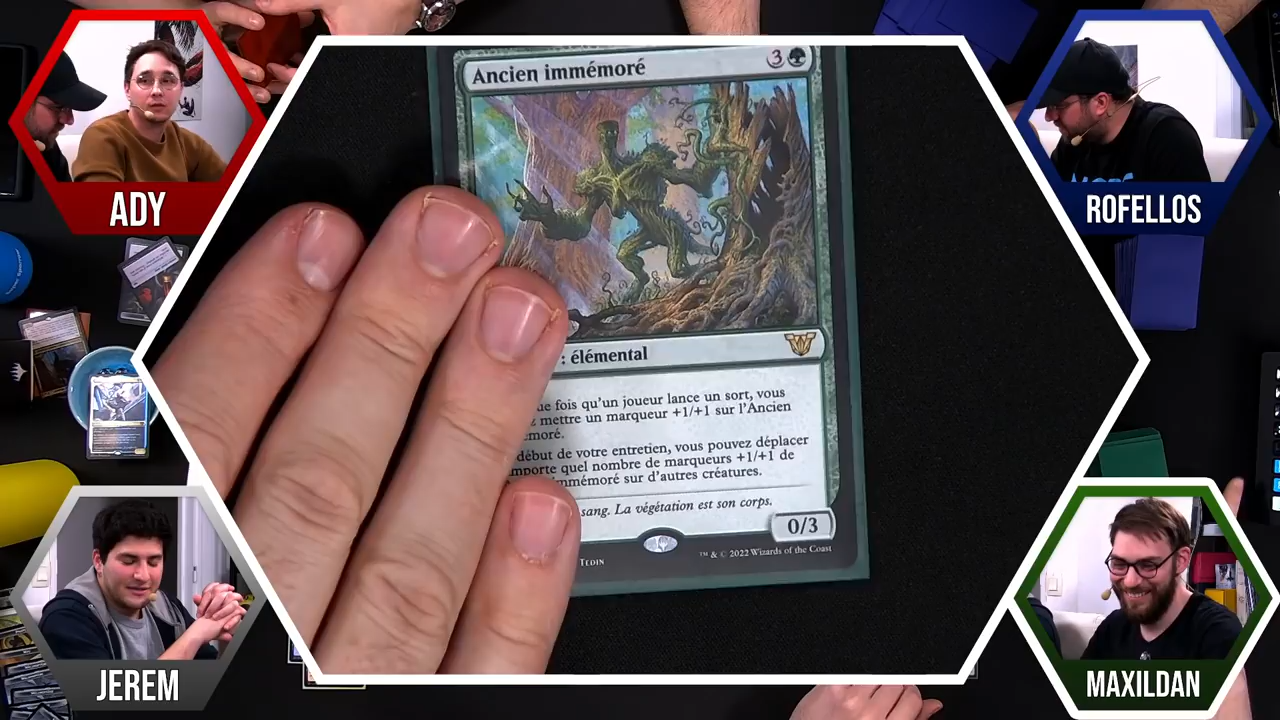 Ancien immémoré
3
: élémental
ue fois qu'un joueur lance un sort, vous
z mettre un marqueur +1/+1 sur l'Ancien
émoré.
début de votre entretien, vous pouvez déplacer
mporte quel nombre de marqueurs +1/+1 de
mmémoré sur d'autres créatures.
sang. La végétation est son corps.
0/3
TEDIN
™ & © 2022 Wizards of the Coast
ADY
ROFELLOS
JEREM
MAXILDAN